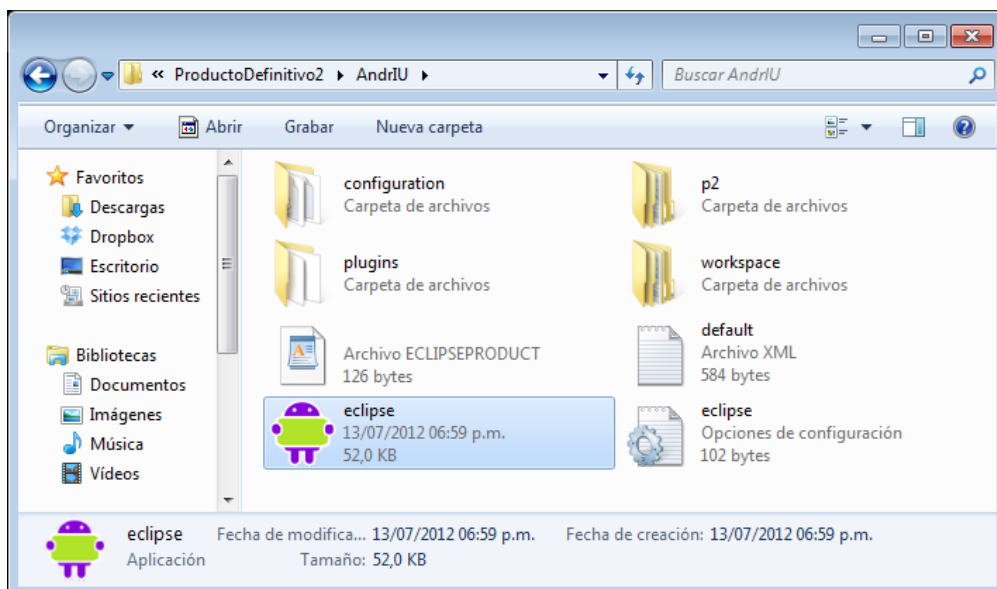 « ProductoDefinitivo2 ▸ AndrIU ▸
Buscar AndrIU
Organizar
Abrir
Grabar
Nueva carpeta
Favoritos
Descargas
Dropbox
Escritorio
Sitios recientes
Bibliotecas
Documentos
Imágenes
Música
Vídeos
configuration
Carpeta de archivos
p2
Carpeta de archivos
plugins
Carpeta de archivos
workspace
Carpeta de archivos
Archivo ECLIPSEPRODUCT
126 bytes
default
Archivo XML
584 bytes
eclipse
13/07/2012 06:59 p.m.
52,0 KB
eclipse
Opciones de configuración
102 bytes
eclipse Fecha de modifica... 13/07/2012 06:59 p.m. Fecha de creación: 13/07/2012 06:59 p.m.
Aplicación Tamaño: 52,0 KB